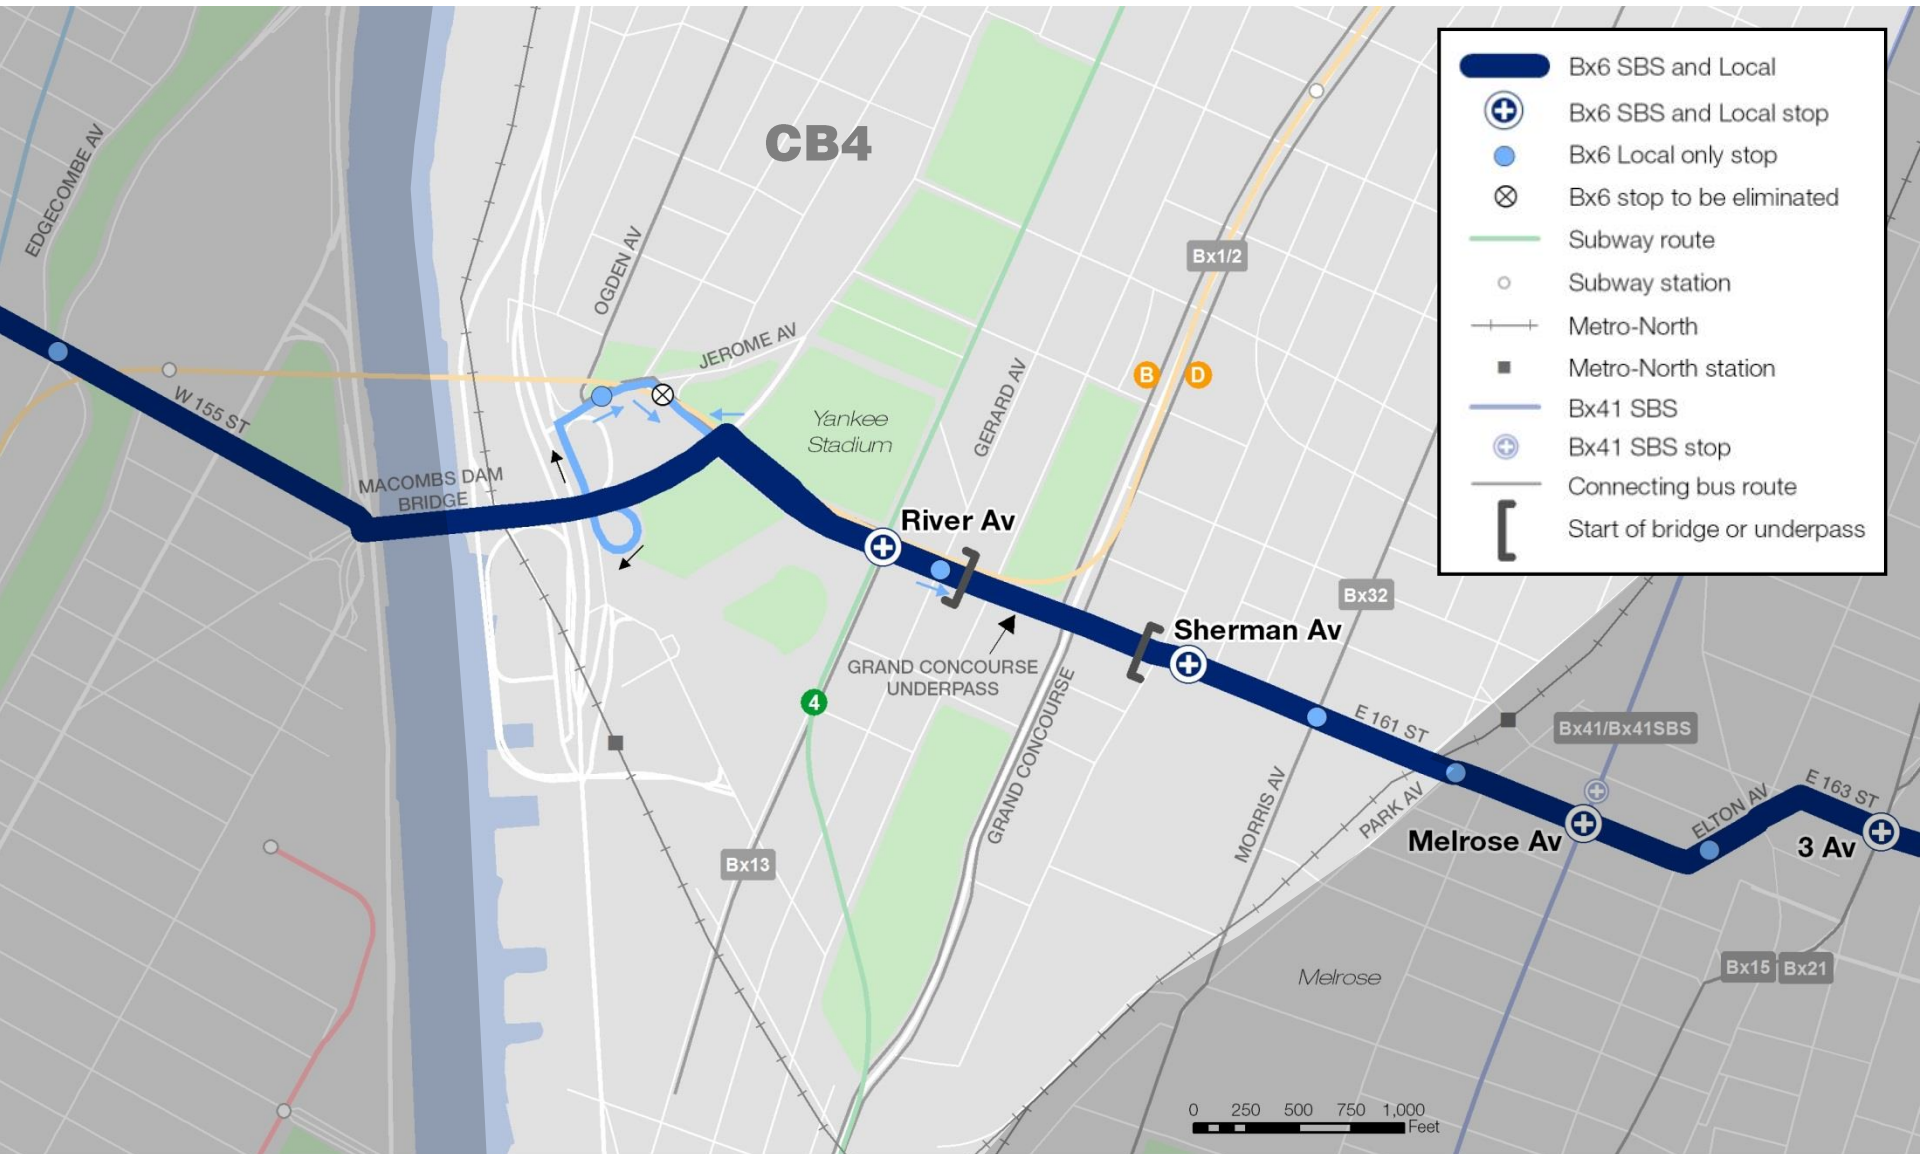 CB4
EDGECOMBE AV
OGDEN AV
JEROME AV
W 155 ST
MACOMBS DAM
BRIDGE
Yankee
Stadium
GERARD AV
Bx1/2
B
D
River Av
Sherman Av
Bx32
GRAND CONCOURSE
UNDERPASS
4
GRAND CONCOURSE
E 161 ST
MORRIS AV
PARK AV
Bx41/Bx41SBS
Melrose Av
ELTON AV
E 163 ST
3 Av
Bx13
Melrose
Bx15
Bx21
0 250 500 750 1,000
Feet
Bx6 SBS and Local
Bx6 SBS and Local stop
Bx6 Local only stop
Bx6 stop to be eliminated
Subway route
Subway station
Metro-North
Metro-North station
Bx41 SBS
Bx41 SBS stop
Connecting bus route
Start of bridge or underpass